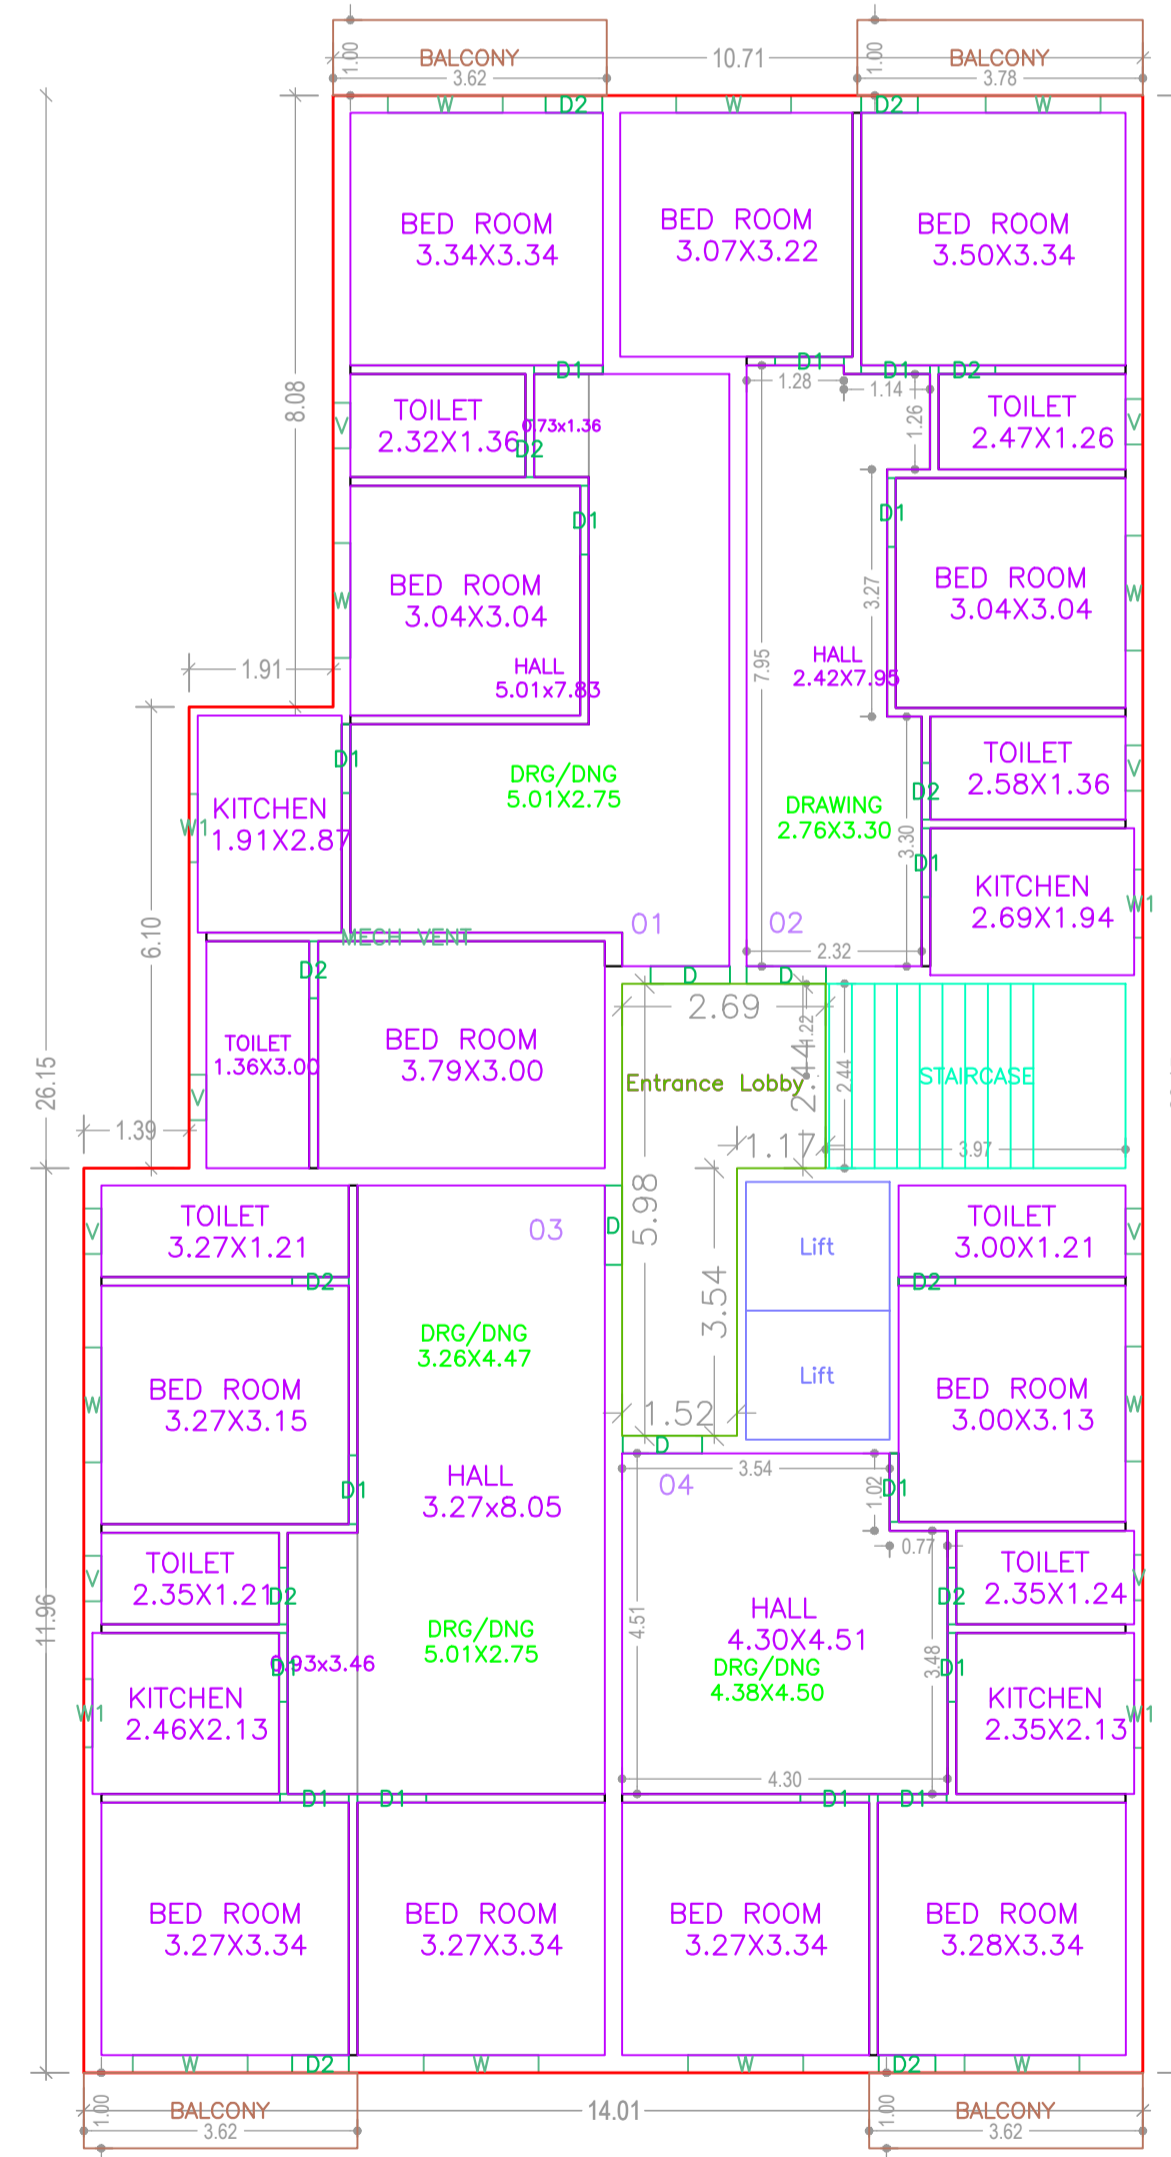 BALCONY
1.00
3.62
10.71
BALCONY
1.00
3.78
W
D2
W
D2
W
BED ROOM
3.34X3.34
BED ROOM
3.07X3.22
BED ROOM
3.50X3.34
8.08
D1
D1
D1
D2
1.28
1.14
1.26
TOILET
2.32X1.36
V
0.73x1.36
D2
TOILET
2.47X1.26
V
D1
D1
BED ROOM
3.04X3.04
W
BED ROOM
3.04X3.04
W
3.27
HALL
5.01x7.83
HALL
2.42X7.95
7.95
1.91
D1
KITCHEN
1.91X2.87
W1
DRG/DNG
5.01X2.75
DRAWING
2.76X3.30
3.30
TOILET
2.58X1.36
V
D2
D1
KITCHEN
2.69X1.94
W1
01
02
MECH VENT
6.10
2.32
D2
D
D
2.69
1.22
2.44
2.44
TOILET
1.36X3.00
V
BED ROOM
3.79X3.00
Entrance Lobby
STAIRCASE
26.15
1.39
1.17
3.97
TOILET
3.27X1.21
V
03
D
5.98
3.54
Lift
TOILET
3.00X1.21
V
D2
D2
DRG/DNG
3.26X4.47
Lift
BED ROOM
3.27X3.15
W
BED ROOM
3.00X3.13
W
1.52
D
HALL
3.27x8.05
D1
3.54
04
1.02
D1
0.77
TOILET
2.35X1.21
V
D2
TOILET
2.35X1.24
V
D2
11.96
4.51
HALL
4.30X4.51
3.48
DRG/DNG
5.01X2.75
0.93x3.46
D1
DRG/DNG
4.38X4.50
D1
KITCHEN
2.46X2.13
W1
KITCHEN
2.35X2.13
W1
4.30
D1
D1
D1
D1
BED ROOM
3.27X3.34
BED ROOM
3.27X3.34
BED ROOM
3.27X3.34
BED ROOM
3.28X3.34
W
D2
W
W
D2
W
1.00
BALCONY
3.62
14.01
1.00
BALCONY
3.62